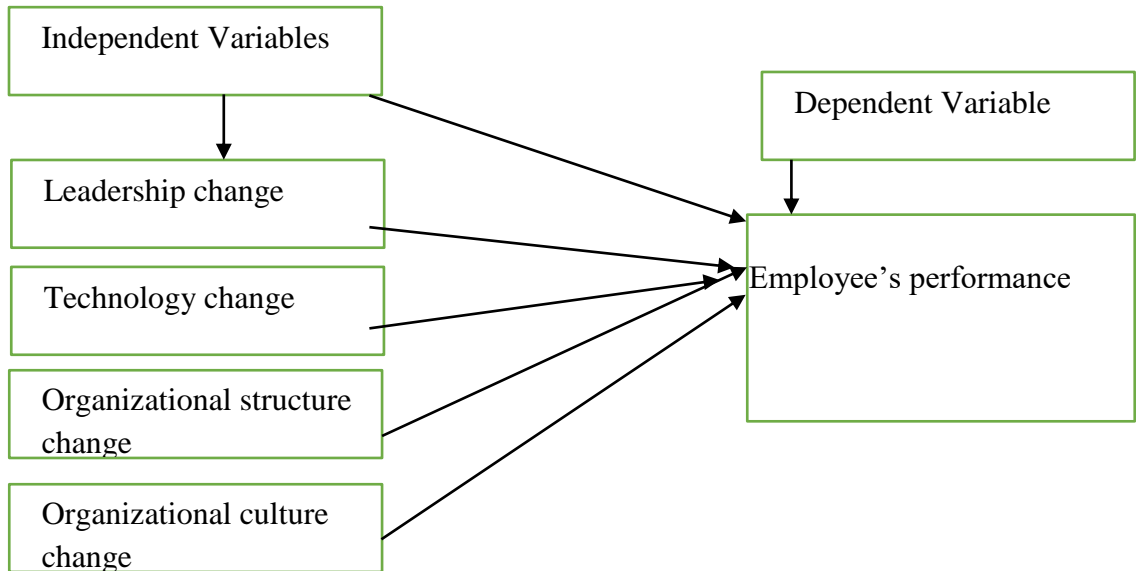 Independent Variables
Dependent Variable
Leadership change
Technology change
Employee’s performance
Organizational structure
change
Organizational culture
change